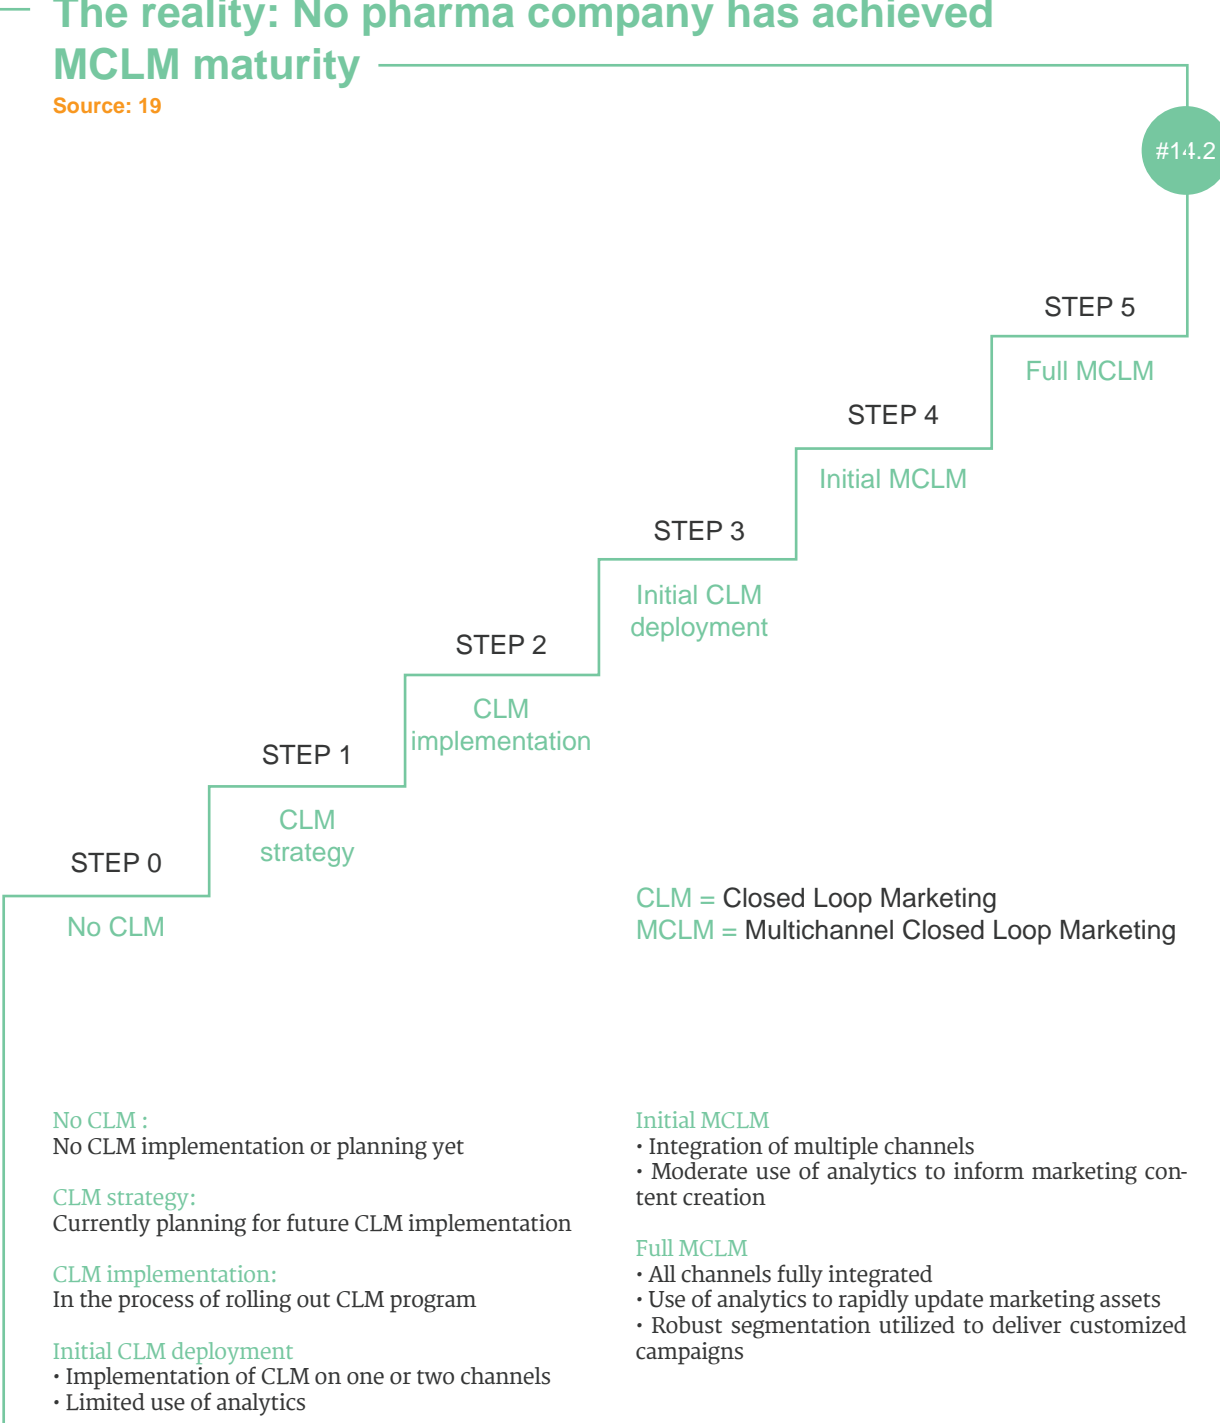 The reality: No pharma company has achieved
MCLM maturity
Source: 19
#14.2
STEP 5
Full MCLM
STEP 4
Initial MCLM
STEP 3
Initial CLM
deployment
STEP 2
CLM
implementation
STEP 1
CLM
strategy
STEP 0
No CLM
CLM = Closed Loop Marketing
MCLM = Multichannel Closed Loop Marketing
No CLM :
No CLM implementation or planning yet
CLM strategy:
Currently planning for future CLM implementation
CLM implementation:
In the process of rolling out CLM program
Initial CLM deployment
• Implementation of CLM on one or two channels
• Limited use of analytics
Initial MCLM
• Integration of multiple channels
• Moderate use of analytics to inform marketing con-
tent creation
Full MCLM
• All channels fully integrated
• Use of analytics to rapidly update marketing assets
• Robust segmentation utilized to deliver customized
campaigns